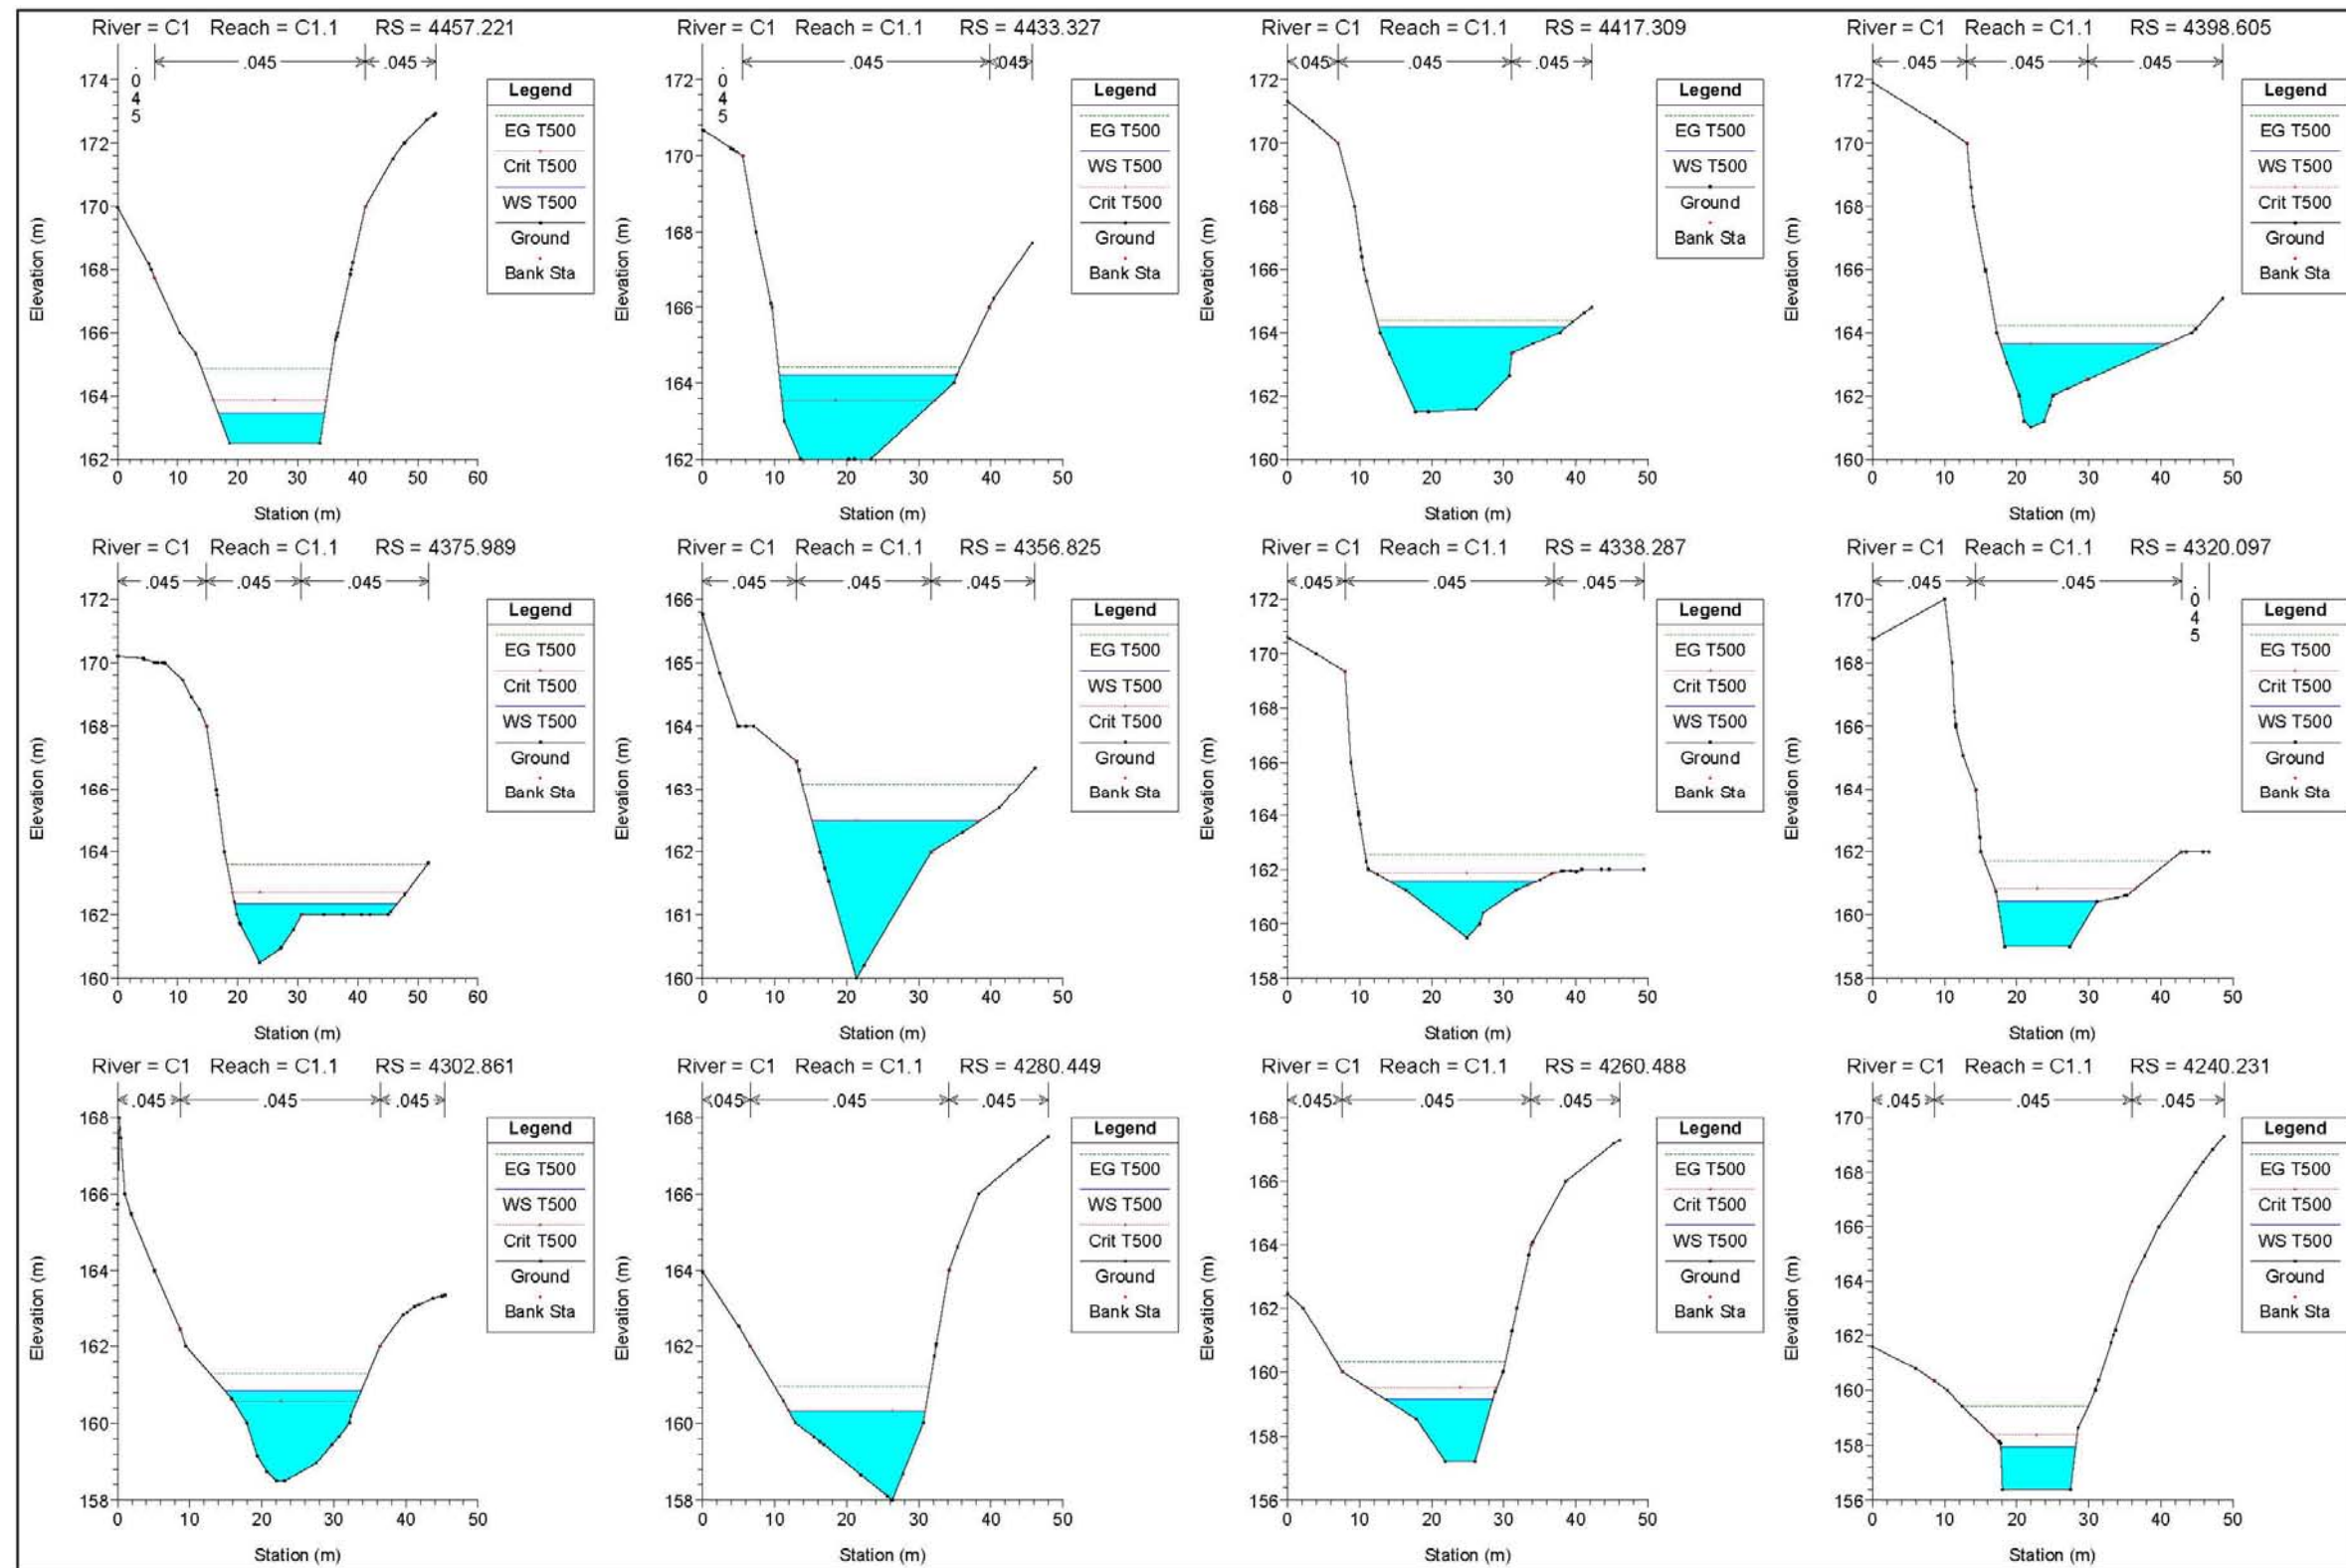 River = C1 Reach = C1.1 RS = 4457.221
.045 .045 .045
Legend
EG T500
Crit T500
WS T500
Ground
Bank Sta
174
172
170
168
166
164
162
Elevation (m)
0 10 20 30 40 50 60
Station (m)
River = C1 Reach = C1.1 RS = 4433.327
.045 .045 .045
Legend
EG T500
WS T500
Crit T500
Ground
Bank Sta
172
170
168
166
164
162
Elevation (m)
0 10 20 30 40 50
Station (m)
River = C1 Reach = C1.1 RS = 4417.309
.045 .045 .045
Legend
EG T500
WS T500
Ground
Bank Sta
172
170
168
166
164
162
160
Elevation (m)
0 10 20 30 40 50
Station (m)
River = C1 Reach = C1.1 RS = 4398.605
.045 .045 .045
Legend
EG T500
WS T500
Crit T500
Ground
Bank Sta
172
170
168
166
164
162
160
Elevation (m)
0 10 20 30 40 50
Station (m)
River = C1 Reach = C1.1 RS = 4375.989
.045 .045 .045
Legend
EG T500
Crit T500
WS T500
Ground
Bank Sta
172
170
168
166
164
162
160
Elevation (m)
0 10 20 30 40 50 60
Station (m)
River = C1 Reach = C1.1 RS = 4356.825
.045 .045 .045
Legend
EG T500
WS T500
Crit T500
Ground
Bank Sta
166
165
164
163
162
161
160
Elevation (m)
0 10 20 30 40 50
Station (m)
River = C1 Reach = C1.1 RS = 4338.287
.045 .045 .045
Legend
EG T500
Crit T500
WS T500
Ground
Bank Sta
172
170
168
166
164
162
160
158
Elevation (m)
0 10 20 30 40 50
Station (m)
River = C1 Reach = C1.1 RS = 4320.097
.045 .045 .045
Legend
EG T500
Crit T500
WS T500
Ground
Bank Sta
170
168
166
164
162
160
158
Elevation (m)
0 10 20 30 40 50
Station (m)
River = C1 Reach = C1.1 RS = 4302.861
.045 .045 .045
Legend
EG T500
WS T500
Crit T500
Ground
Bank Sta
168
166
164
162
160
158
Elevation (m)
0 10 20 30 40 50
Station (m)
River = C1 Reach = C1.1 RS = 4280.449
.045 .045 .045
Legend
EG T500
WS T500
Crit T500
Ground
Bank Sta
168
166
164
162
160
158
Elevation (m)
0 10 20 30 40 50
Station (m)
River = C1 Reach = C1.1 RS = 4260.488
.045 .045 .045
Legend
EG T500
Crit T500
WS T500
Ground
Bank Sta
168
166
164
162
160
158
156
Elevation (m)
0 10 20 30 40 50
Station (m)
River = C1 Reach = C1.1 RS = 4240.231
.045 .045 .045
Legend
EG T500
Crit T500
WS T500
Ground
Bank Sta
170
168
166
164
162
160
158
156
Elevation (m)
0 10 20 30 40 50
Station (m)